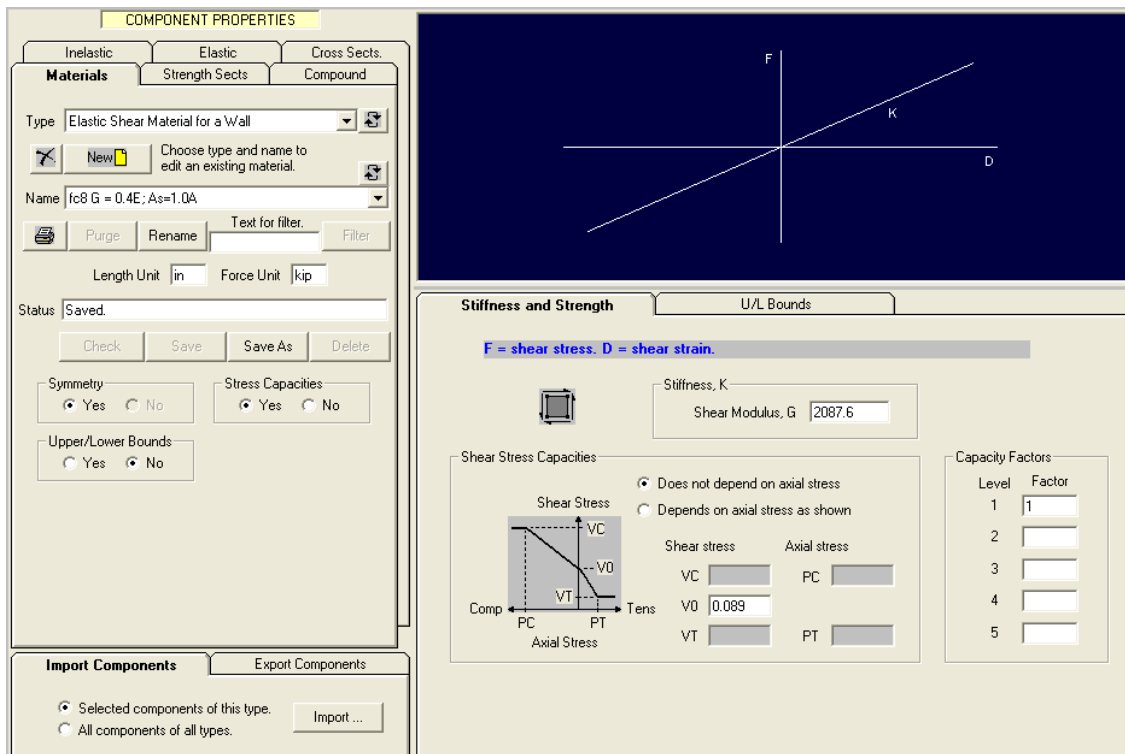 COMPONENT PROPERTIES
Inelastic
Elastic
Cross Sects.
Materials
Strength Sects
Compound
Type
Elastic Shear Material for a Wall
New
Choose type and name to
edit an existing material.
Name
fc8 G = 0.4E; As=1.0A
Purge
Rename
Text for filter.
Filter
Length Unit
in
Force Unit
kip
Status
Saved.
Check
Save
Save As
Delete
Symmetry
Yes
No
Stress Capacities
Yes
No
Upper/Lower Bounds
Yes
No
Import Components
Export Components
Selected components of this type.
All components of all types.
Import ...
F
K
D
Stiffness and Strength
U/L Bounds
F = shear stress. D = shear strain.
Stiffness, K
Shear Modulus, G
2087.6
Shear Stress Capacities
Does not depend on axial stress
Depends on axial stress as shown
Shear Stress
VC
V0
VT
Comp
Tens
PC
PT
Axial Stress
Shear stress
Axial stress
VC
PC
V0
0.089
VT
PT
Capacity Factors
Level
Factor
1
1
2
3
4
5